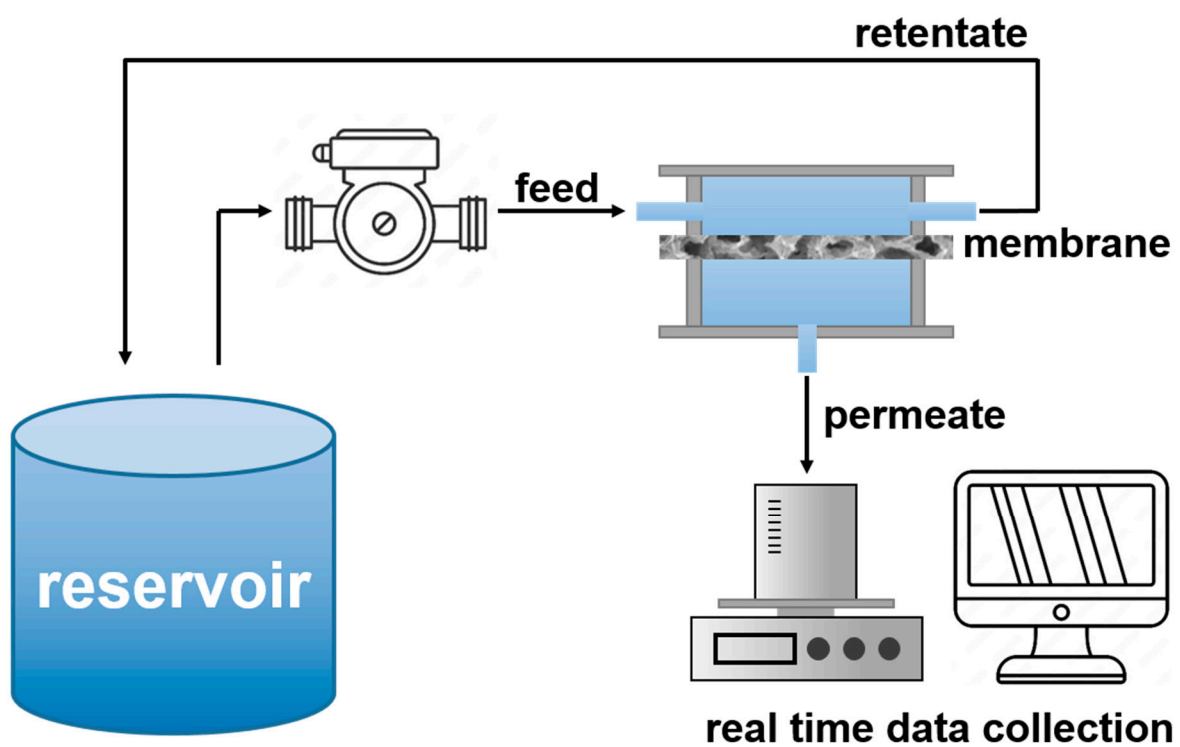 retentate
feed
membrane
permeate
reservoir
real time data collection